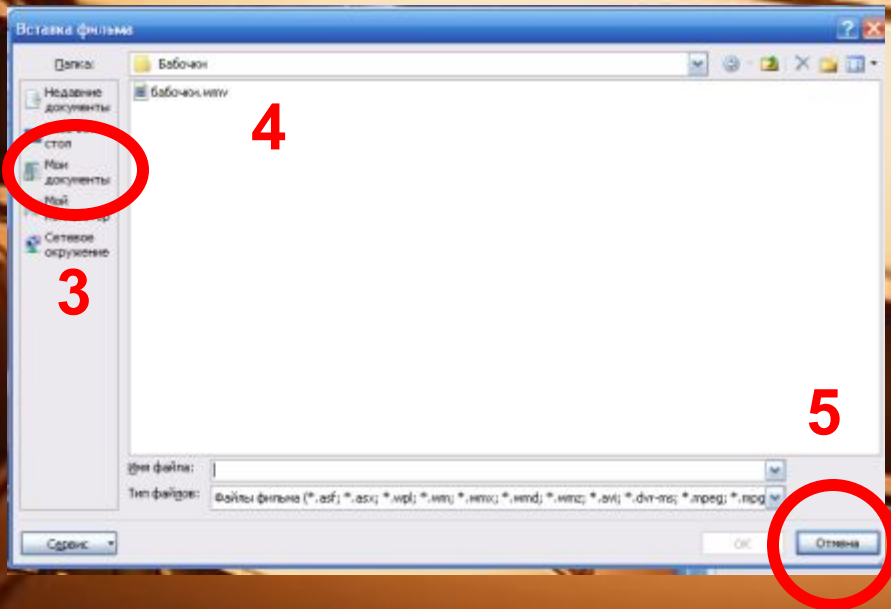 Вставка фильма
Папка:
Бабочки
Недавние
документы
бабочки.wmv
4
стол
Мои
документы
Мой
Сетевое
окружение
3
5
Имя файла:
Тип файлов:
Файлы фильма (*.asf; *.asx; *.wpl; *.wm; *.wmx; *.wmd; *.wmz; *.avi; *.dvr-ms; *.mpeg; *.mpg
Сервис
ОК
Отмена